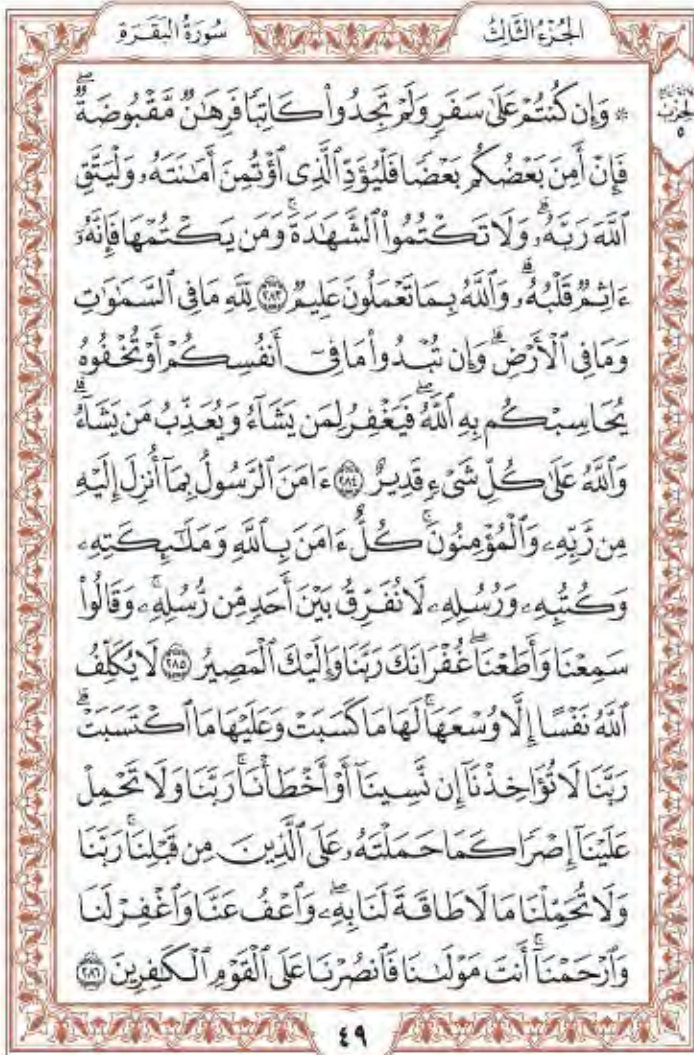 الجُزْءُ الثَّالِثُ
سُورَةُ البَقَرَةِ
الحِزْب
٥
۞ وَإِن كُنتُمْ عَلَىٰ سَفَرٍ وَلَمْ تَجِدُواْ كَاتِبٗا فَرِهَٰنٞ مَّقۡبُوضَةٞۖ
فَإِنۡ أَمِنَ بَعۡضُكُم بَعۡضٗا فَلۡيُؤَدِّ ٱلَّذِى ٱؤۡتُمِنَ أَمَٰنَتَهُۥ وَلۡيَتَّقِ
ٱللَّهَ رَبَّهُۥۗ وَلَا تَكۡتُمُواْ ٱلشَّهَٰدَةَۚ وَمَن يَكۡتُمۡهَا فَإِنَّهُۥٓ
ءَاثِمٞ قَلۡبُهُۥۗ وَٱللَّهُ بِمَا تَعۡمَلُونَ عَلِيمٞ ۝٢٨٣ لِّلَّهِ مَا فِى ٱلسَّمَٰوَٰتِ
وَمَا فِى ٱلۡأَرۡضِۗ وَإِن تُبۡدُواْ مَا فِىٓ أَنفُسِكُمۡ أَوۡ تُخۡفُوهُ
يُحَاسِبۡكُم بِهِ ٱللَّهُۖ فَيَغۡفِرُ لِمَن يَشَآءُ وَيُعَذِّبُ مَن يَشَآءُۗ
وَٱللَّهُ عَلَىٰ كُلِّ شَىۡءٖ قَدِيرٌ ۝٢٨٤ ءَامَنَ ٱلرَّسُولُ بِمَآ أُنزِلَ إِلَيۡهِ
مِن رَّبِّهِۦ وَٱلۡمُؤۡمِنُونَۚ كُلٌّ ءَامَنَ بِٱللَّهِ وَمَلَٰٓئِكَتِهِۦ
وَكُتُبِهِۦ وَرُسُلِهِۦ لَا نُفَرِّقُ بَيۡنَ أَحَدٖ مِّن رُّسُلِهِۦۚ وَقَالُواْ
سَمِعۡنَا وَأَطَعۡنَاۖ غُفۡرَانَكَ رَبَّنَا وَإِلَيۡكَ ٱلۡمَصِيرُ ۝٢٨٥ لَا يُكَلِّفُ
ٱللَّهُ نَفۡسًا إِلَّا وُسۡعَهَاۚ لَهَا مَا كَسَبَتۡ وَعَلَيۡهَا مَا ٱكۡتَسَبَتۡۗ
رَبَّنَا لَا تُؤَاخِذۡنَآ إِن نَّسِينَآ أَوۡ أَخۡطَأۡنَاۚ رَبَّنَا وَلَا تَحۡمِلۡ
عَلَيۡنَآ إِصۡرٗا كَمَا حَمَلۡتَهُۥ عَلَى ٱلَّذِينَ مِن قَبۡلِنَاۚ رَبَّنَا
وَلَا تُحَمِّلۡنَا مَا لَا طَاقَةَ لَنَا بِهِۦۖ وَٱعۡفُ عَنَّا وَٱغۡفِرۡ لَنَا
وَٱرۡحَمۡنَآۚ أَنتَ مَوۡلَىٰنَا فَٱنصُرۡنَا عَلَى ٱلۡقَوۡمِ ٱلۡكَٰفِرِينَ ۝٢٨٦
٤٩